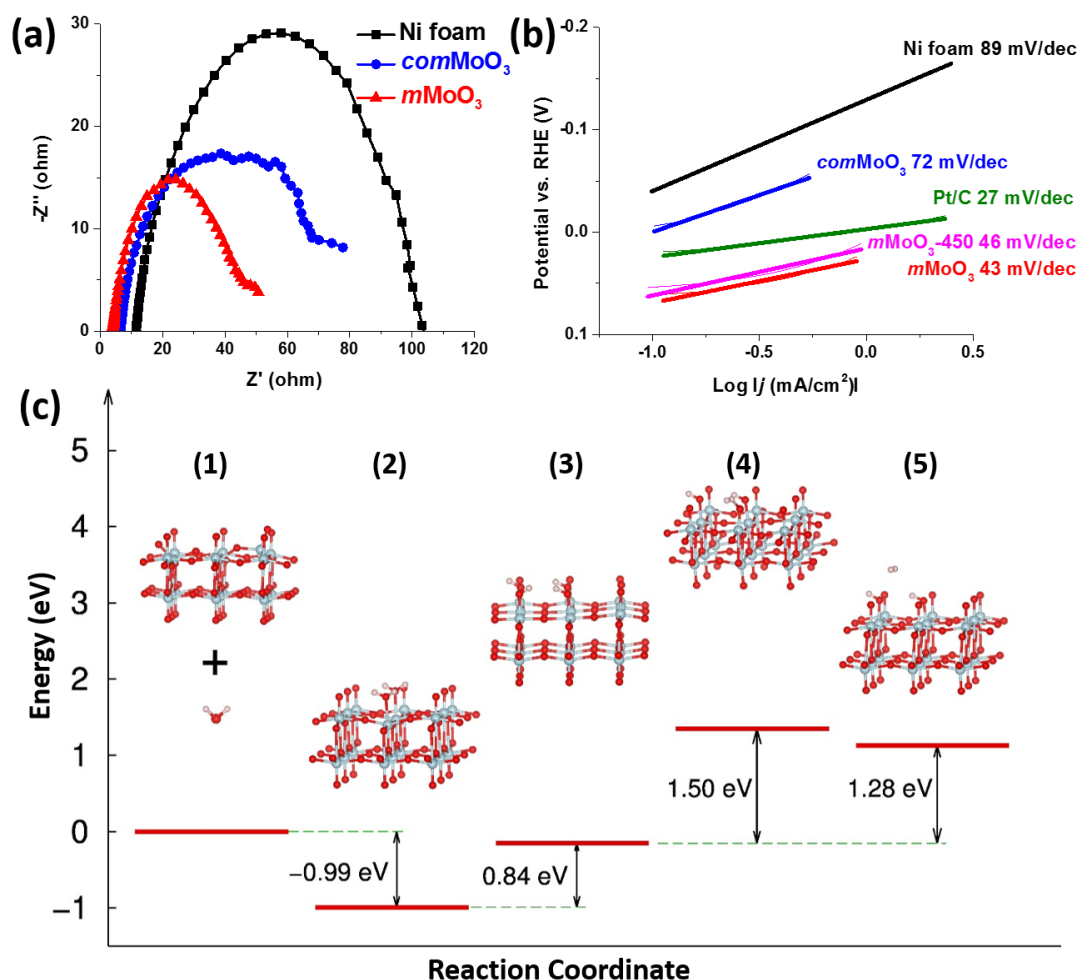 (a)
30
20
10
0
-Z'' (ohm)
0 20 40 60 80 100 120
Z' (ohm)
Ni foam
comMoO₃
mMoO₃
(b)
-0.2
-0.1
0.0
0.1
Potential vs. RHE (V)
Ni foam 89 mV/dec
comMoO₃ 72 mV/dec
Pt/C 27 mV/dec
mMoO₃-450 46 mV/dec
mMoO₃ 43 mV/dec
-1.0 -0.5 0.0 0.5
Log |j (mA/cm²)|
(c)
5
4
3
2
1
0
−1
Energy (eV)
(1) (2) (3) (4) (5)
+
−0.99 eV
0.84 eV
1.50 eV
1.28 eV
Reaction Coordinate